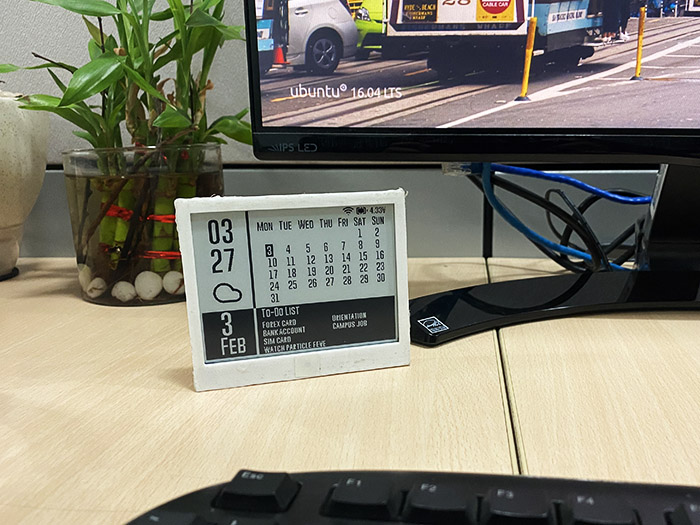 28
CABLE CAR
ubuntu® 16.04 LTS
IPS LED
4.33V
03
27
MON TUE WED THU FRI SAT SUN
1 2
3 4 5 6 7 8 9
10 11 12 13 14 15 16
17 18 19 20 21 22 23
24 25 26 27 28 29 30
31
3
FEB
TO-DO LIST
FOREX CARD ORIENTATION
BANK ACCOUNT CAMPUS JOB
SIM CARD
WATCH PARTICLE FEVE
Esc
F1
F2
F3
F4